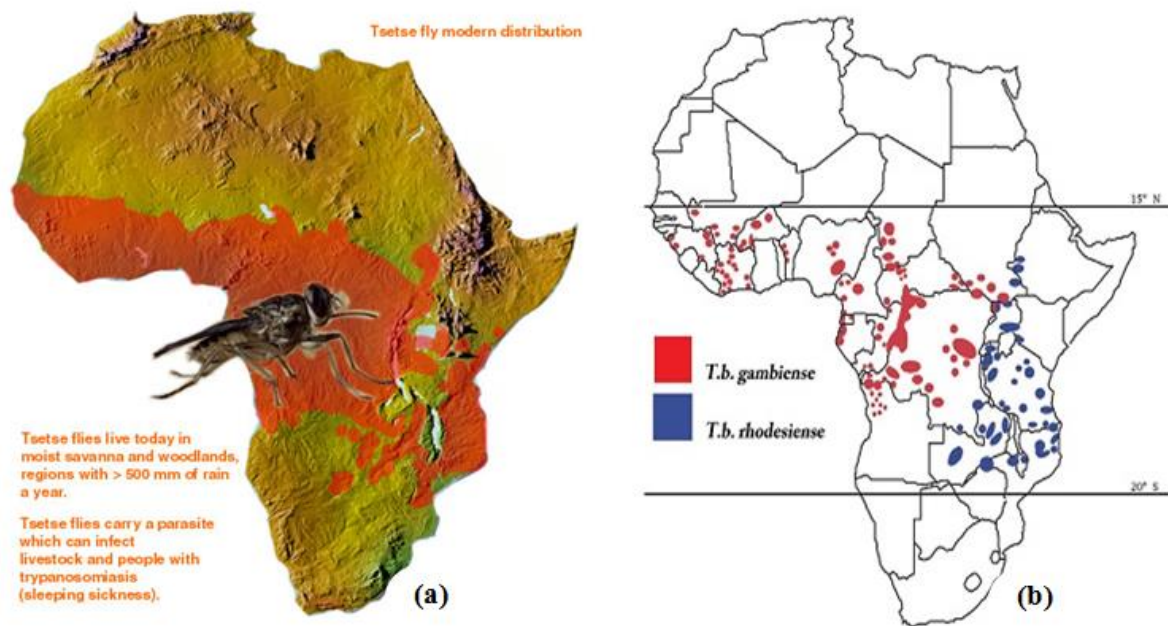 Tsetse fly modern distribution
Tsetse flies live today in
moist savanna and woodlands,
regions with > 500 mm of rain
a year.
Tsetse flies carry a parasite
which can infect
livestock and people with
trypanosomiasis
(sleeping sickness).
(a)
15° N
T.b. gambiense
T.b. rhodesiense
20° S
(b)